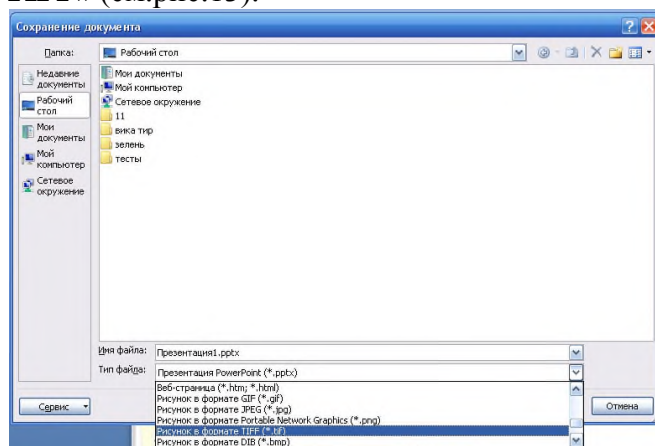 (см.рис.15).
Сохранение документа
Папка:
Рабочий стол
Недавние документы
Рабочий стол
Мои документы
Мой компьютер
Сетевое окружение
Мои документы
Мой компьютер
Сетевое окружение
11
вика тир
зелень
тесты
Имя файла:
Презентация1.pptx
Тип файла:
Презентация PowerPoint (*.pptx)
Веб-страница (*.htm; *.html)
Рисунок в формате GIF (*.gif)
Рисунок в формате JPEG (*.jpg)
Рисунок в формате Portable Network Graphics (*.png)
Рисунок в формате TIFF (*.tif)
Рисунок в формате DIB (*.bmp)
Сервис
Отмена